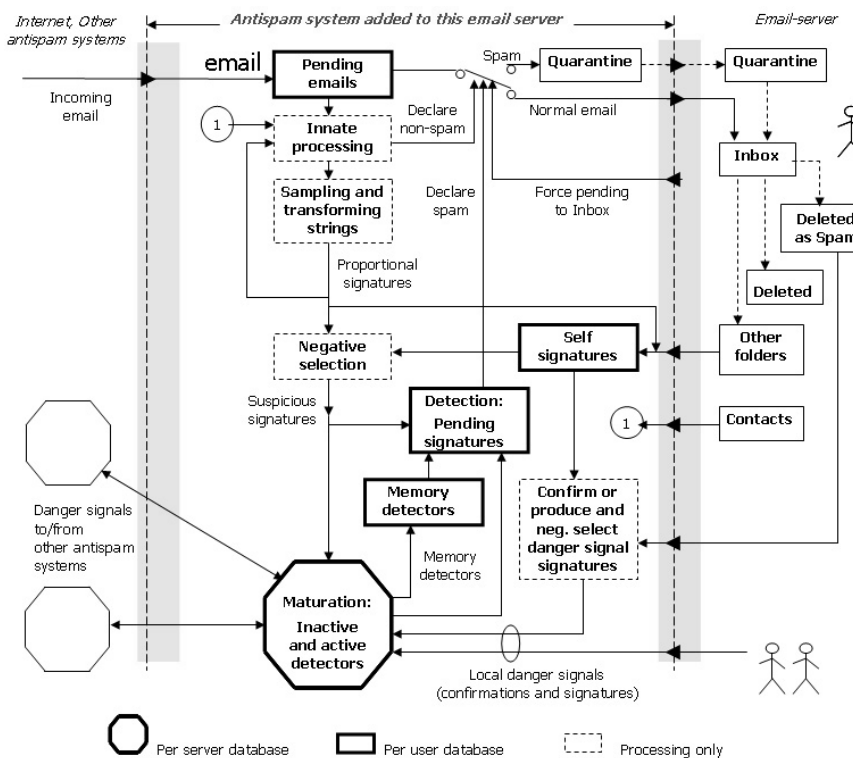 Internet, Other
antispam systems
Antispam system added to this email server
Email-server
email
Pending
emails
Spam
Quarantine
Quarantine
Incoming
email
1
Innate
processing
Declare
non-spam
Normal email
Inbox
Sampling and
transforming
strings
Declare
spam
Force pending
to Inbox
Deleted
as Spam
Proportional
signatures
Deleted
Negative
selection
Self
signatures
Other
folders
Suspicious
signatures
Detection:
Pending
signatures
1
Contacts
Memory
detectors
Confirm or
produce and
neg. select
danger signal
signatures
Danger signals
to/from
other antispam
systems
Memory
detectors
Maturation:
Inactive
and active
detectors
Local danger signals
(confirmations and signatures)
Per server database
Per user database
Processing only